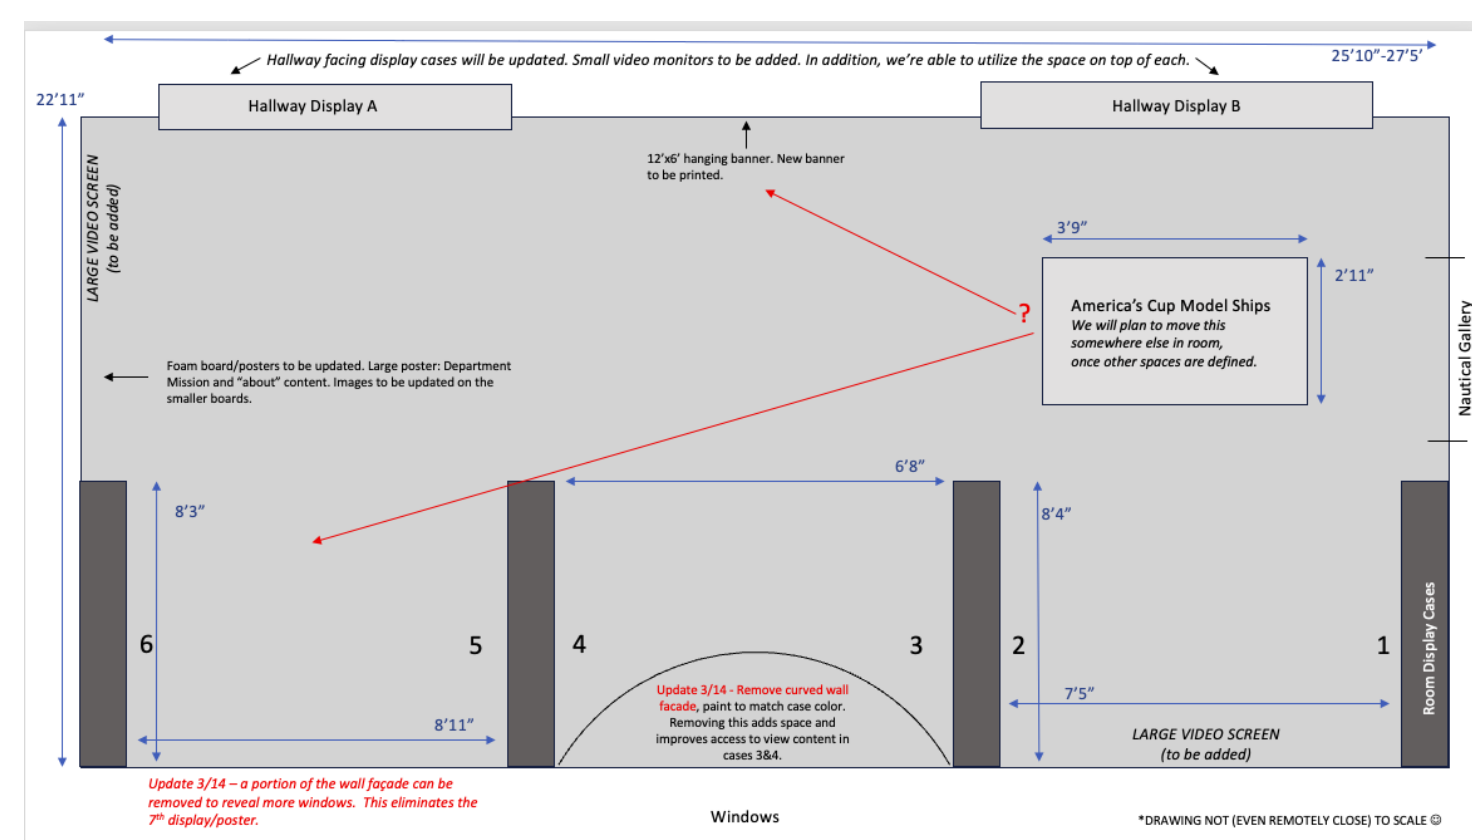 25’10”-27’5’
Hallway facing display cases will be updated. Small video monitors to be added. In addition, we’re able to utilize the space on top of each.
22’11”
Hallway Display A
Hallway Display B
12’x6’ hanging banner. New banner
to be printed.
LARGE VIDEO SCREEN
(to be added)
3’9”
2’11”
?
America’s Cup Model Ships
We will plan to move this
somewhere else in room,
once other spaces are defined.
Nautical Gallery
Foam board/posters to be updated. Large poster: Department
Mission and “about” content. Images to be updated on the
smaller boards.
6’8”
8’3”
8’4”
6
5
4
3
2
1
Room Display Cases
Update 3/14 - Remove curved wall
facade, paint to match case color.
Removing this adds space and
improves access to view content in
cases 3&4.
7’5”
8’11”
LARGE VIDEO SCREEN
(to be added)
Update 3/14 – a portion of the wall façade can be
removed to reveal more windows.  This eliminates the
7th display/poster.
Windows
*DRAWING NOT (EVEN REMOTELY CLOSE) TO SCALE ☺